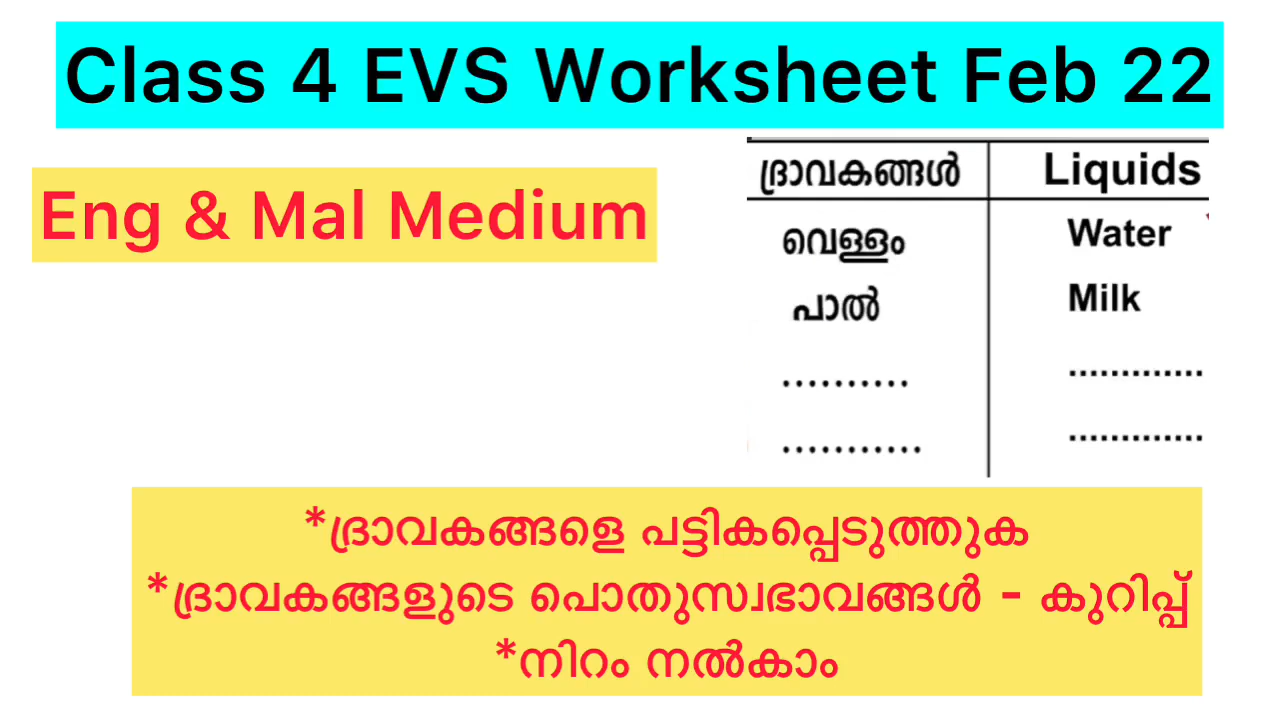 Class 4 EVS Worksheet Feb 22
Eng & Mal Medium
ദ്രാവകങ്ങൾ Liquids
വെള്ളം Water
പാൽ Milk
.......... .............
........... .............
*ദ്രാവകങ്ങളെ പട്ടികപ്പെടുത്തുക
*ദ്രാവകങ്ങളുടെ പൊതുസ്വഭാവങ്ങൾ - കുറിപ്പ്
*നിറം നൽകാം